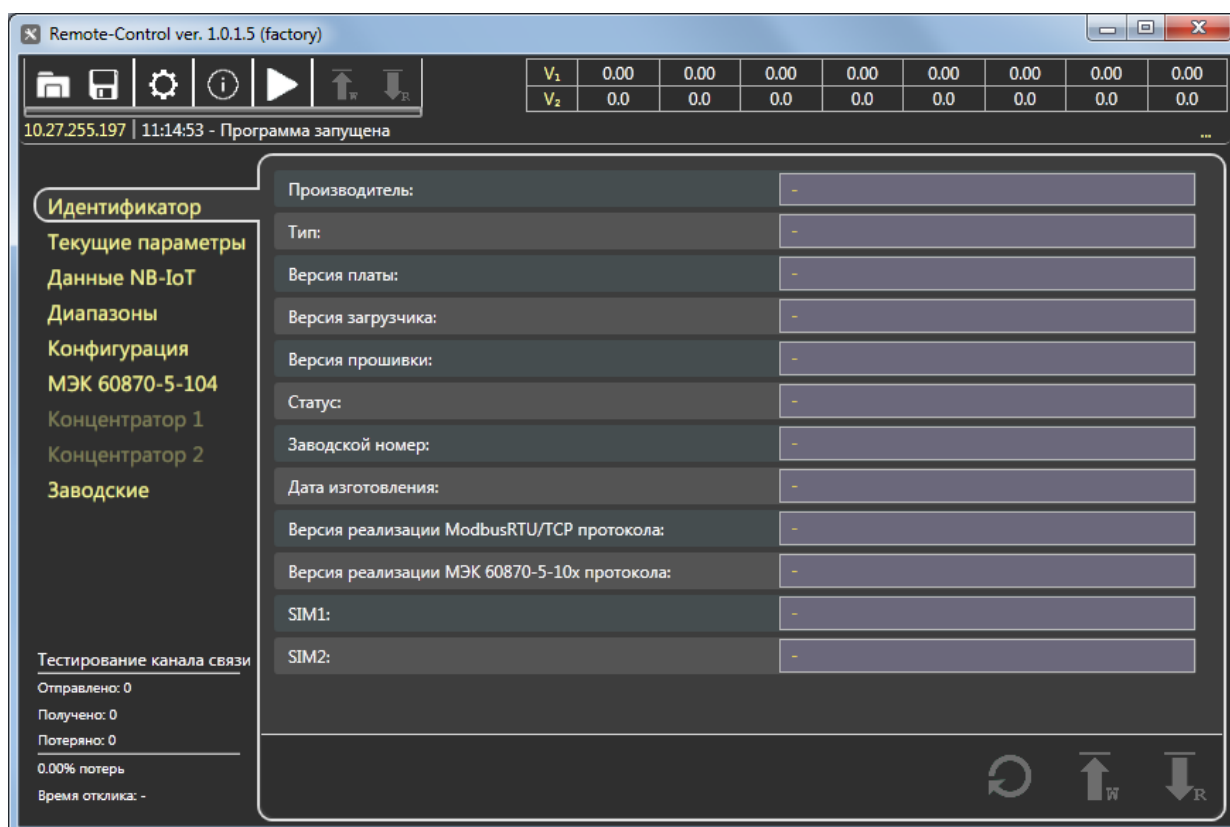 Remote-Control ver. 1.0.1.5 (factory)
V₁ 0.00 0.00 0.00 0.00 0.00 0.00 0.00 0.00
W R V₂ 0.0 0.0 0.0 0.0 0.0 0.0 0.0 0.0
10.27.255.197 | 11:14:53 - Программа запущена ...
Идентификатор
Текущие параметры
Данные NB-IoT
Диапазоны
Конфигурация
МЭК 60870-5-104
Концентратор 1
Концентратор 2
Заводские
Тестирование канала связи
Отправлено: 0
Получено: 0
Потеряно: 0
0.00% потерь
Время отклика: -
Производитель: -
Тип: -
Версия платы: -
Версия загрузчика: -
Версия прошивки: -
Статус: -
Заводской номер: -
Дата изготовления: -
Версия реализации ModbusRTU/TCP протокола: -
Версия реализации МЭК 60870-5-10x протокола: -
SIM1: -
SIM2: -
W R